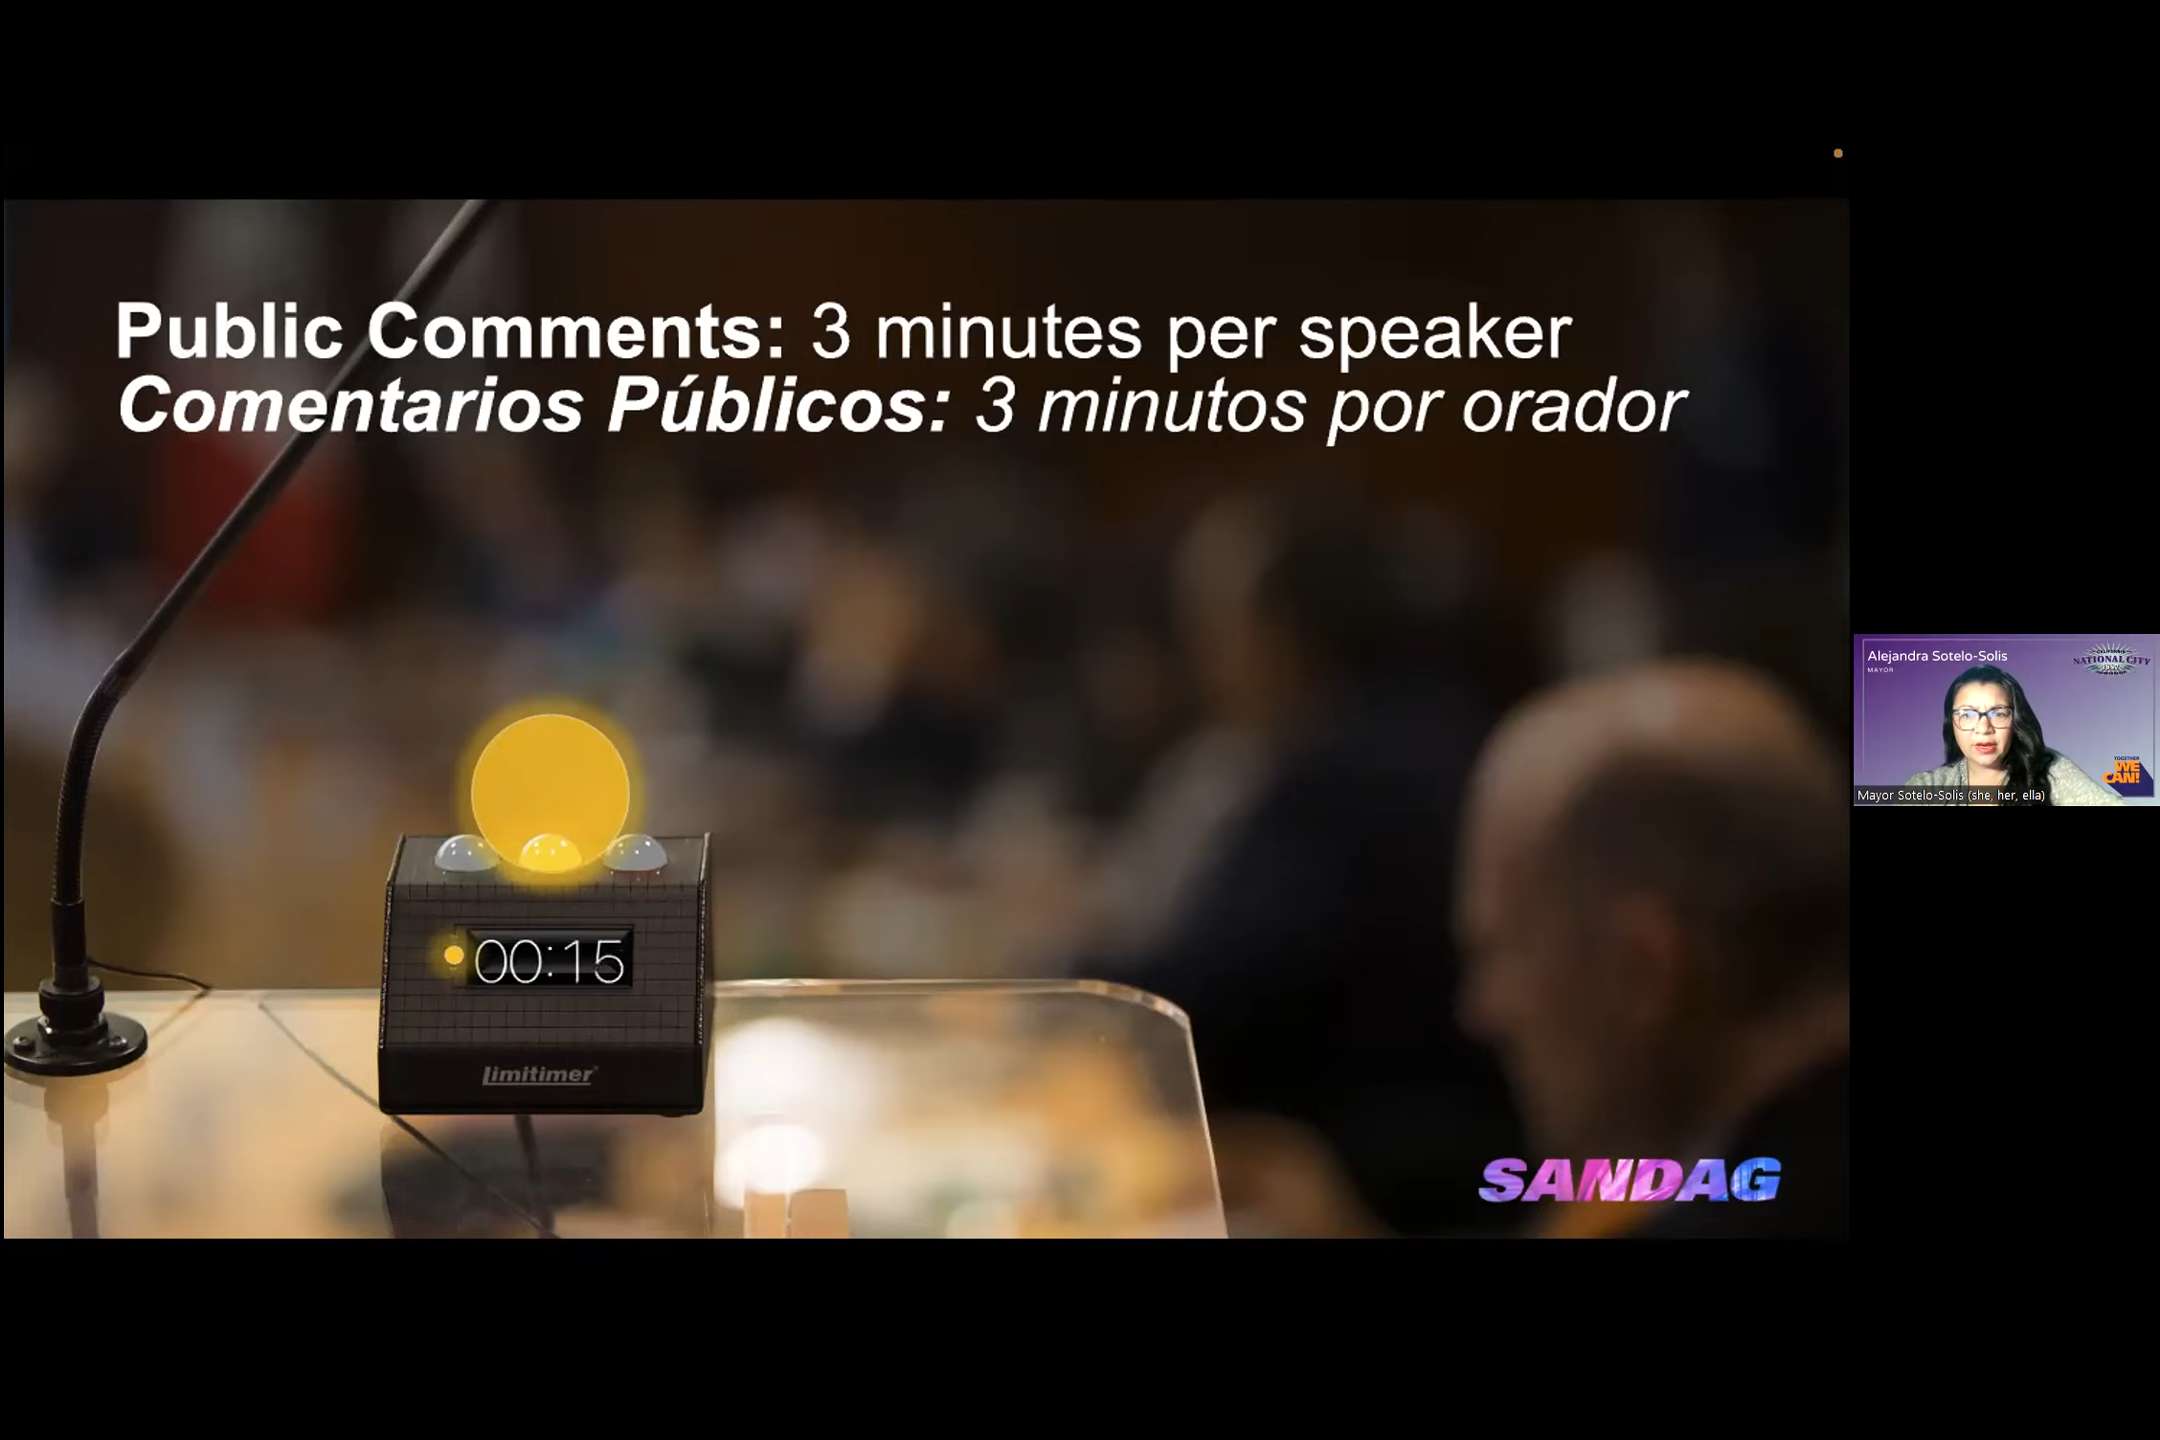 Public Comments: 3 minutes per speaker
Comentarios Públicos: 3 minutos por orador
00:15
Limitimer®
SANDAG
Alejandra Sotelo-Solis
MAYOR
NATIONAL CITY
TOGETHER
WE
CAN!
Mayor Sotelo-Solis (she, her, ella)